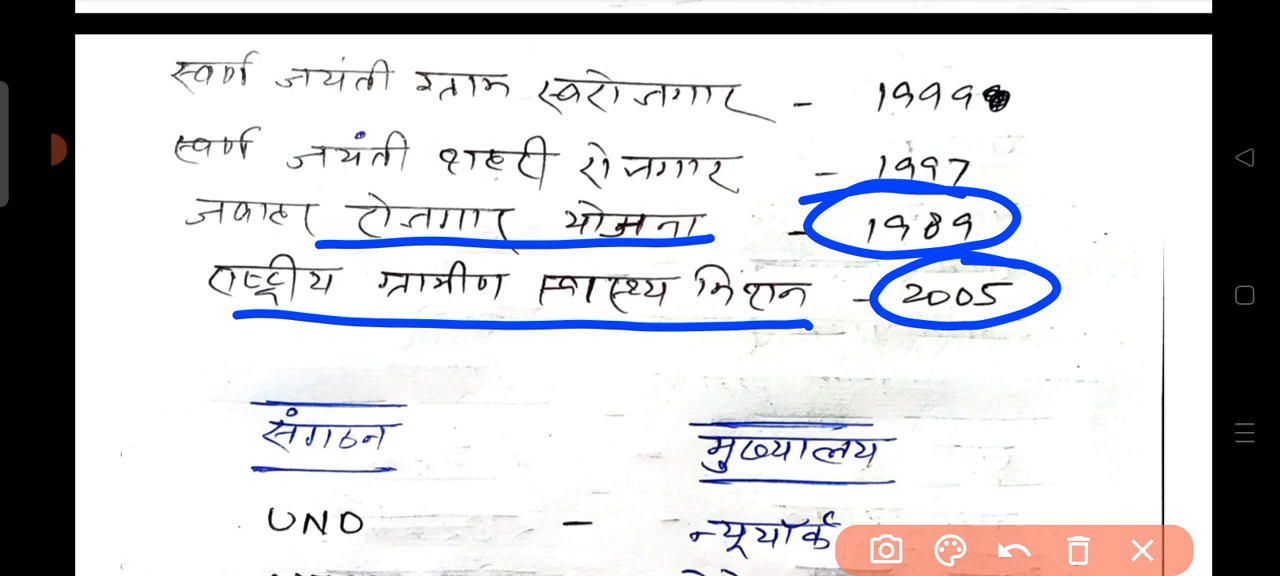 स्वर्ण जयंती ग्राम स्वरोजगार - 1999
स्वर्ण जयंती शहरी रोजगार - 1997
जवाहर रोजगार योजना - 1989
राष्ट्रीय ग्रामीण स्वास्थ्य मिशन - 2005
संगठन मुख्यालय
UNO - न्यूयॉर्क